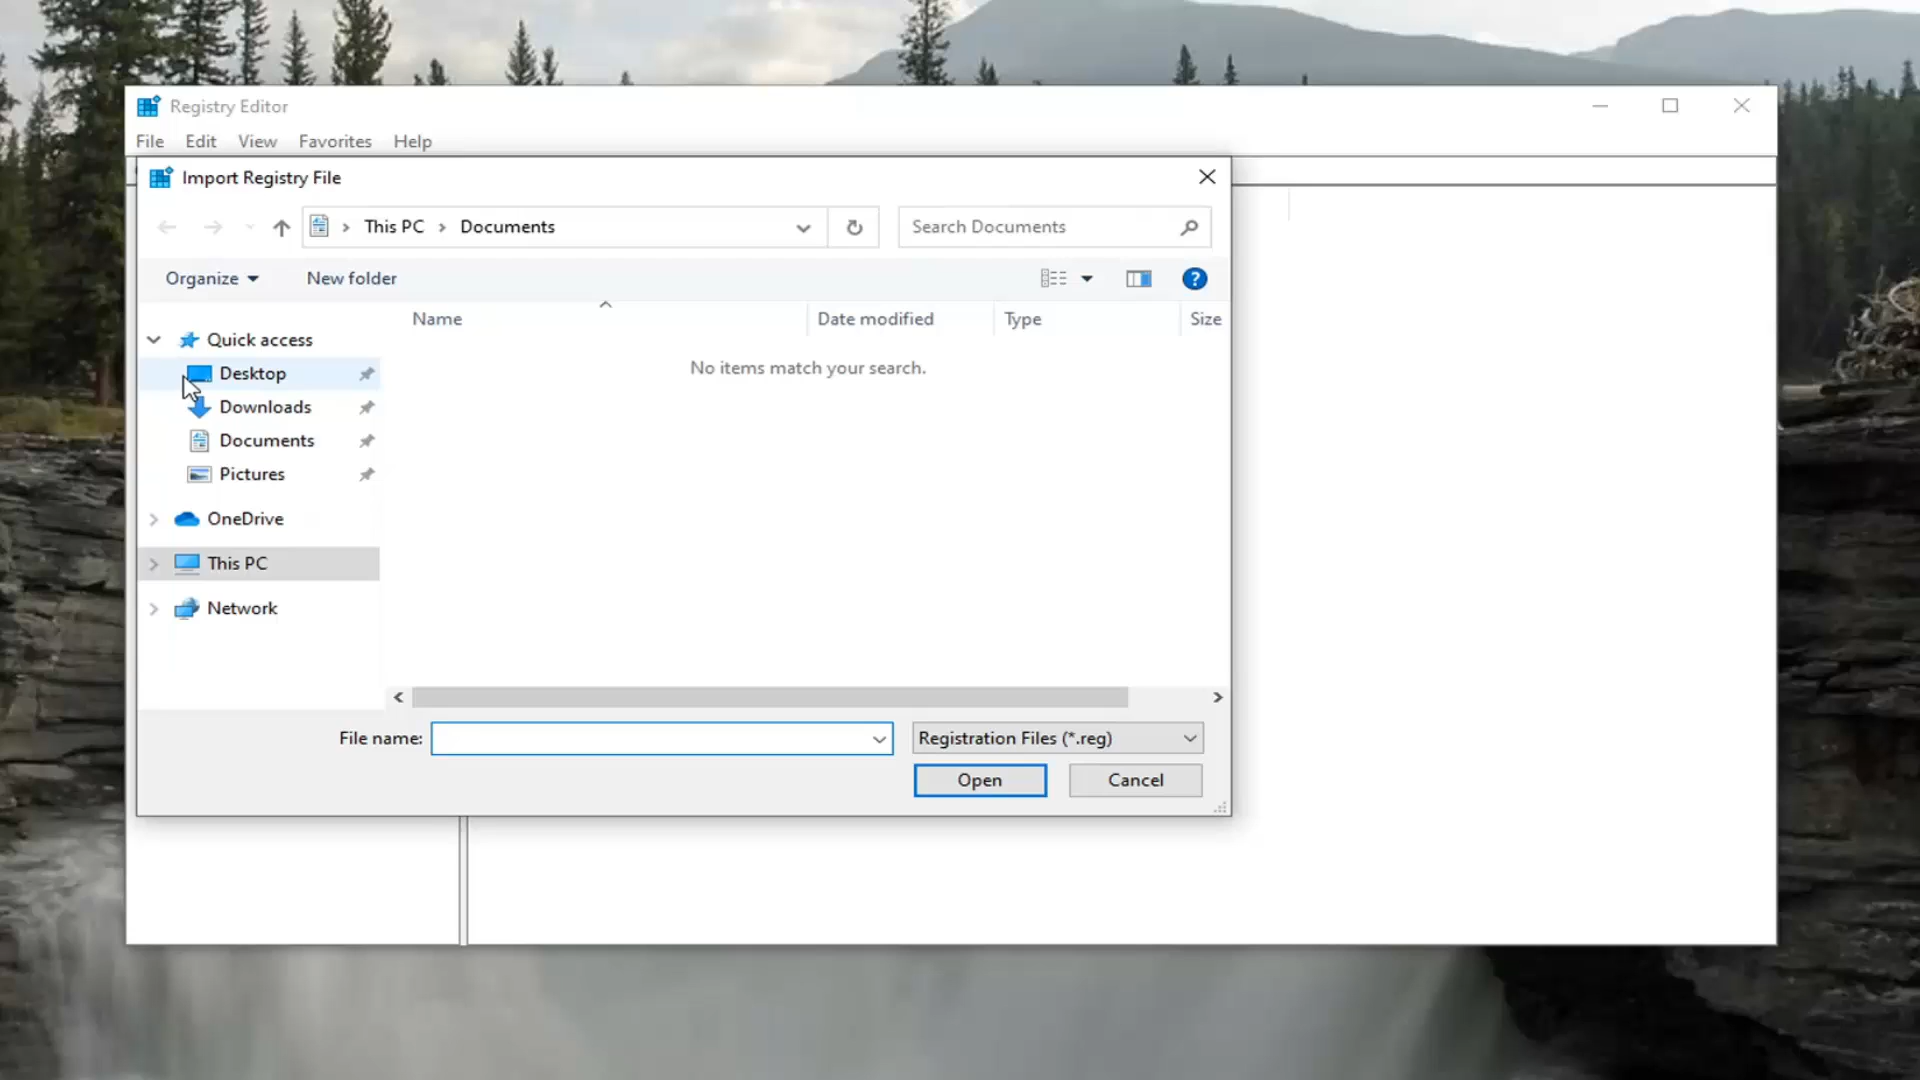 Registry Editor
File Edit View Favorites Help
Import Registry File
This PC Documents
Search Documents
Organize New folder
?
Name Date modified Type Size
Quick access
No items match your search.
Desktop
Downloads
Documents
Pictures
OneDrive
This PC
Network
File name: Registration Files (*.reg)
Open Cancel